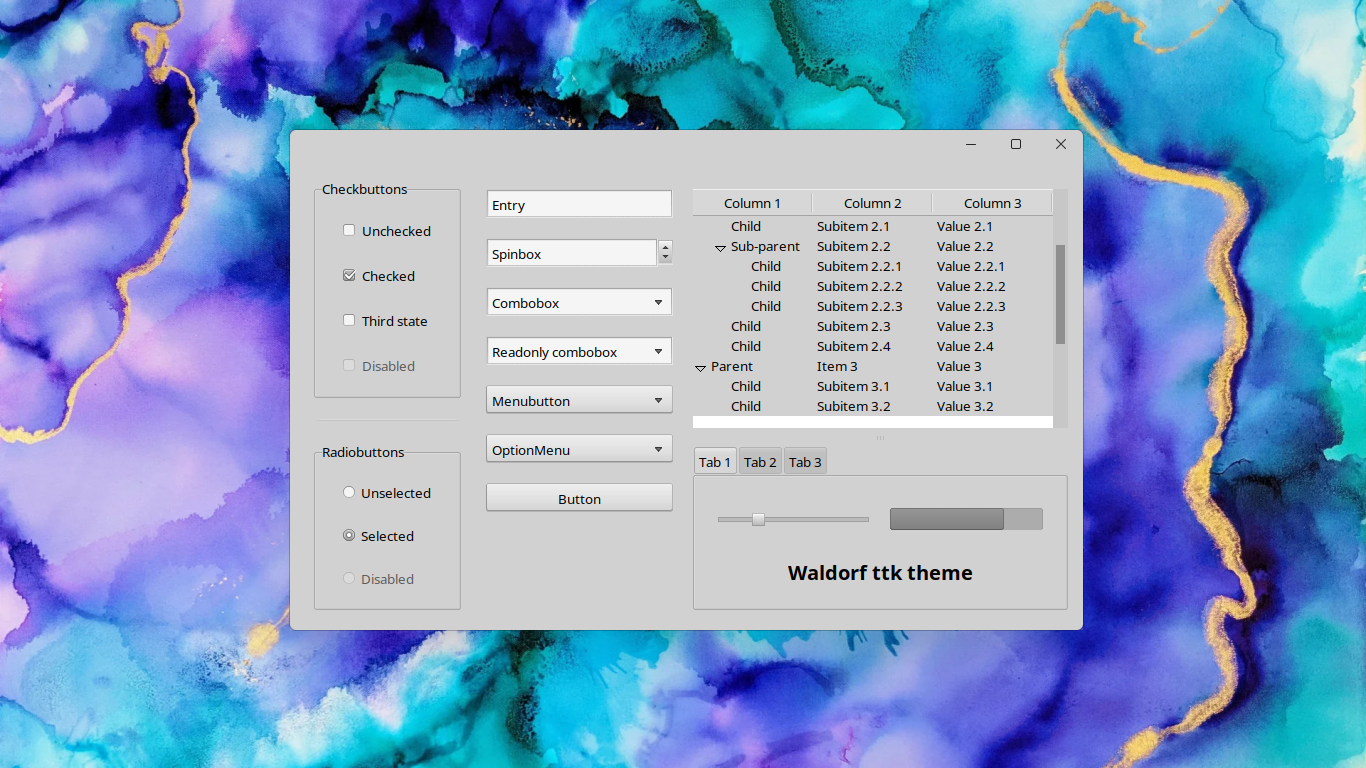 Checkbuttons
Unchecked
Checked
Third state
Disabled
Radiobuttons
Unselected
Selected
Disabled
Entry
Spinbox
Combobox
Readonly combobox
Menubutton
OptionMenu
Button
Column 1 Column 2 Column 3
Child Subitem 2.1 Value 2.1
Sub-parent Subitem 2.2 Value 2.2
Child Subitem 2.2.1 Value 2.2.1
Child Subitem 2.2.2 Value 2.2.2
Child Subitem 2.2.3 Value 2.2.3
Child Subitem 2.3 Value 2.3
Child Subitem 2.4 Value 2.4
Parent Item 3 Value 3
Child Subitem 3.1 Value 3.1
Child Subitem 3.2 Value 3.2
Tab 1 Tab 2 Tab 3
Waldorf ttk theme